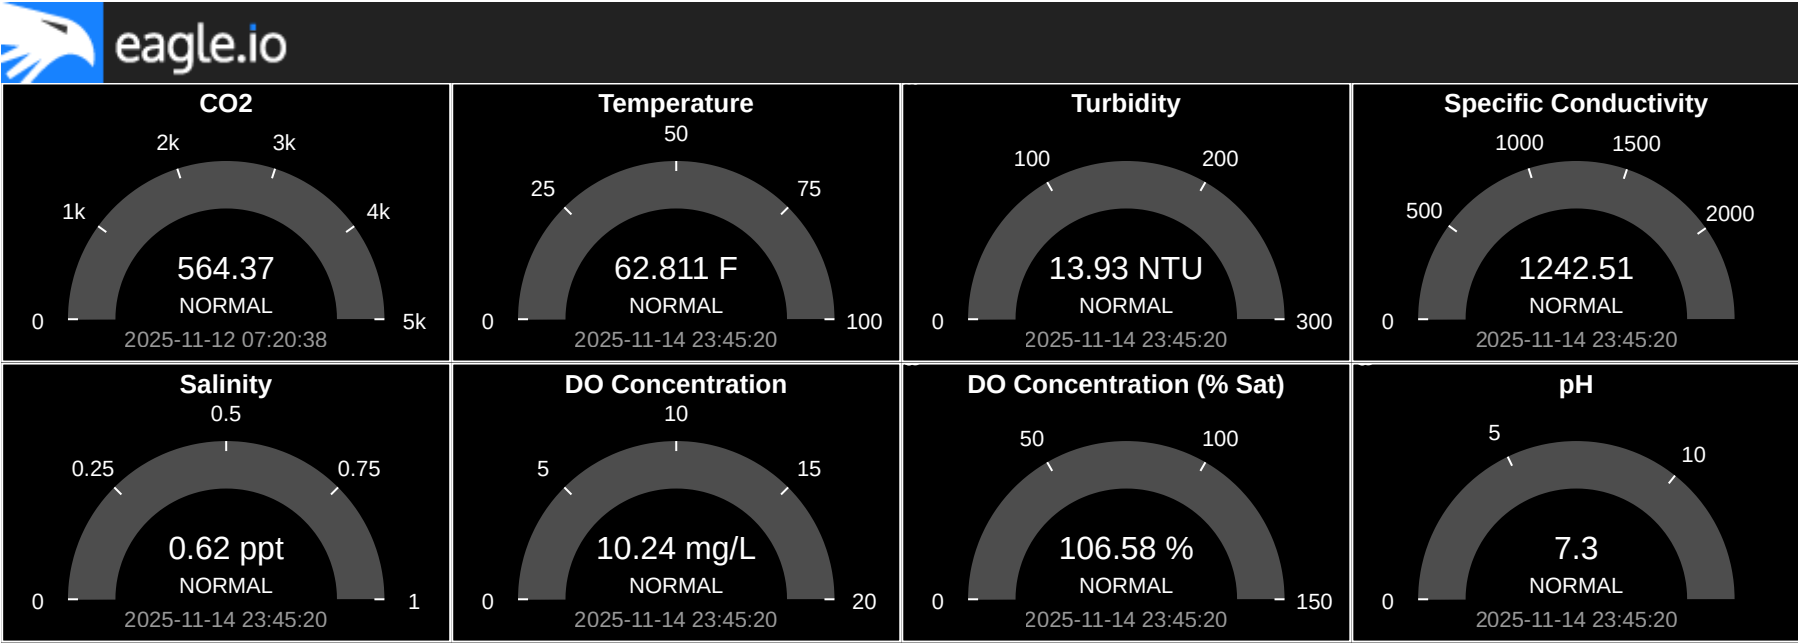 eagle.io
CO2
2k
3k
1k
4k
564.37
NORMAL
0
5k
2025-11-12 07:20:38
Temperature
50
25
75
62.811 F
NORMAL
0
100
2025-11-14 23:45:20
Turbidity
100
200
13.93 NTU
NORMAL
0
300
2025-11-14 23:45:20
Specific Conductivity
1000
1500
500
2000
1242.51
NORMAL
0
2025-11-14 23:45:20
Salinity
0.5
0.25
0.75
0.62 ppt
NORMAL
0
1
2025-11-14 23:45:20
DO Concentration
10
5
15
10.24 mg/L
NORMAL
0
20
2025-11-14 23:45:20
DO Concentration (% Sat)
50
100
106.58 %
NORMAL
0
150
2025-11-14 23:45:20
pH
5
10
7.3
NORMAL
0
2025-11-14 23:45:20